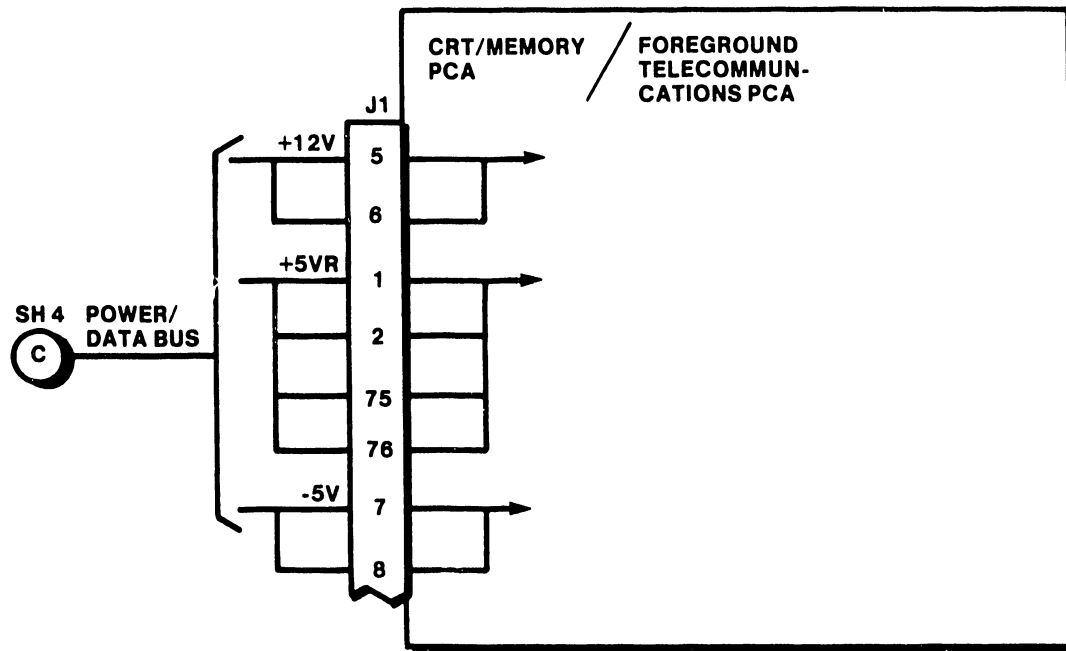 CRT/MEMORY
PCA
/
FOREGROUND
TELECOMMUN-
CATIONS PCA
J1
+12V
5
6
+5VR
1
2
75
76
-5V
7
8
SH 4
POWER/
DATA BUS
C